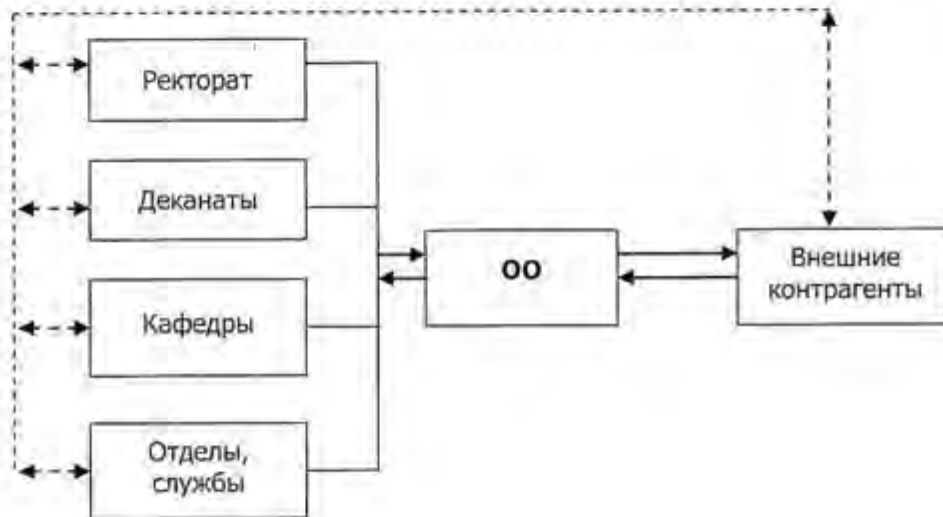 Ректорат
Деканаты
Кафедры
Отделы,
службы
ОО
Внешние
контрагенты